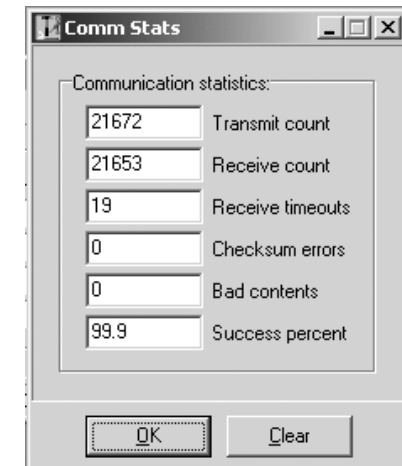 Comm Stats
Communication statistics:
21672 Transmit count
21653 Receive count
19 Receive timeouts
0 Checksum errors
0 Bad contents
99.9 Success percent
OK Clear